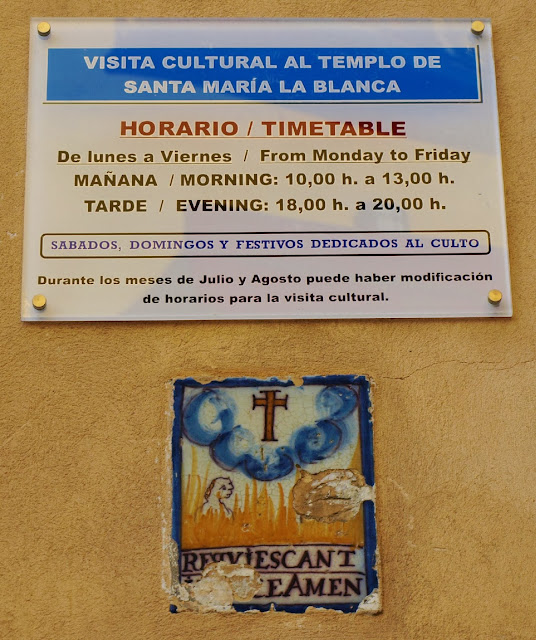 VISITA CULTURAL AL TEMPLO DE
SANTA MARÍA LA BLANCA
HORARIO / TIMETABLE
De lunes a Viernes / From Monday to Friday
MAÑANA / MORNING: 10,00 h. a 13,00 h.
TARDE / EVENING: 18,00 h. a 20,00 h.
SABADOS, DOMINGOS Y FESTIVOS DEDICADOS AL CULTO
Durante los meses de Julio y Agosto puede haber modificación
de horarios para la visita cultural.
REQVIESCANT
AMEN